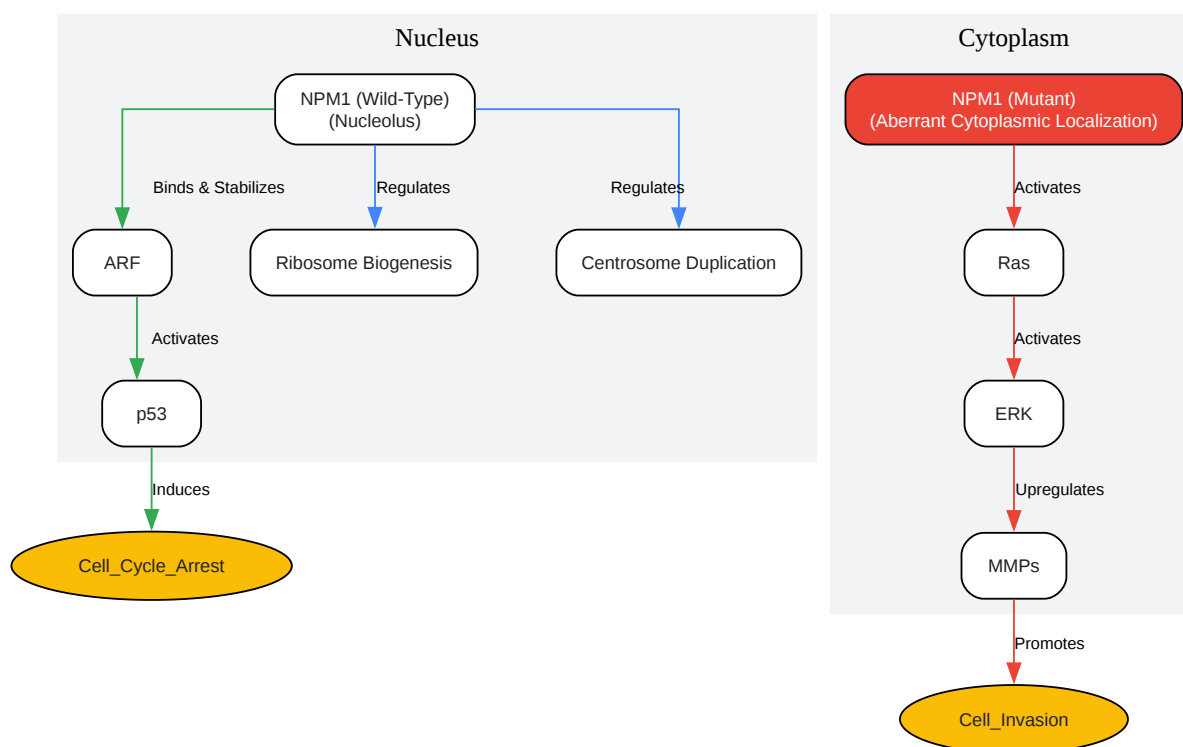 Nucleus
Cytoplasm
NPM1 (Wild-Type)
(Nucleolus)
NPM1 (Mutant)
(Aberrant Cytoplasmic Localization)
Binds & Stabilizes
Regulates
Regulates
Activates
ARF
Ribosome Biogenesis
Centrosome Duplication
Ras
Activates
Activates
p53
ERK
Induces
Upregulates
Cell_Cycle_Arrest
MMPs
Promotes
Cell_Invasion